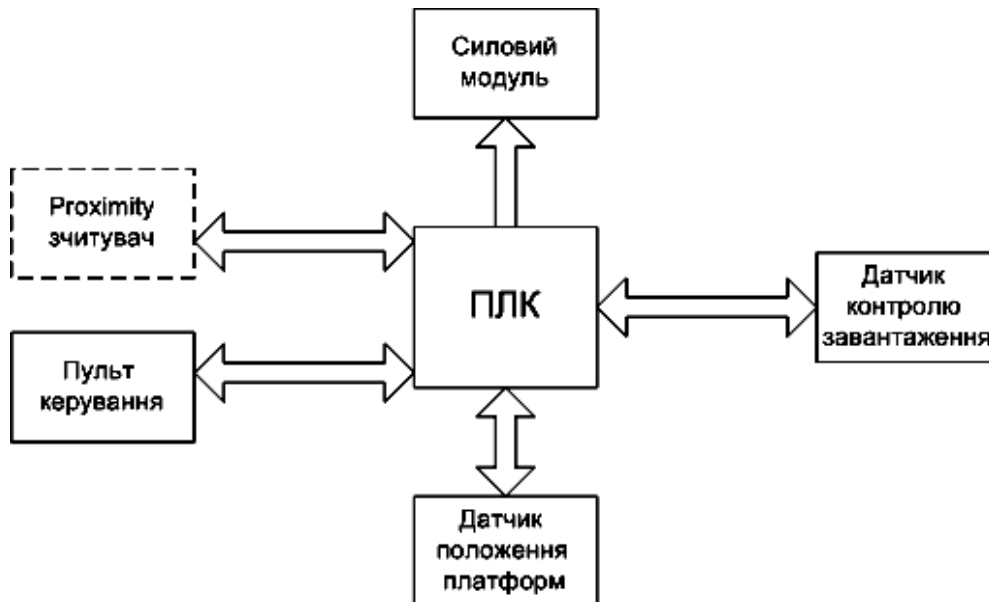 Силовий
модуль
Proximity
зчитувач
ПЛК
Датчик
контролю
завантаження
Пульт
керування
Датчик
положення
платформ